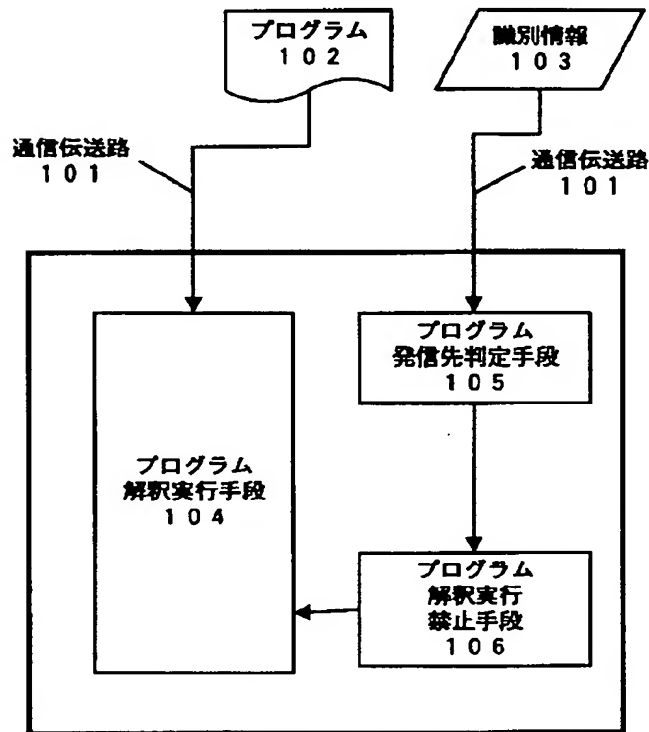 プログラム
１０２
識別情報
１０３
通信伝送路
１０１
通信伝送路
１０１
プログラム
発信先判定手段
１０５
プログラム
解釈実行手段
１０４
プログラム
解釈実行
禁止手段
１０６